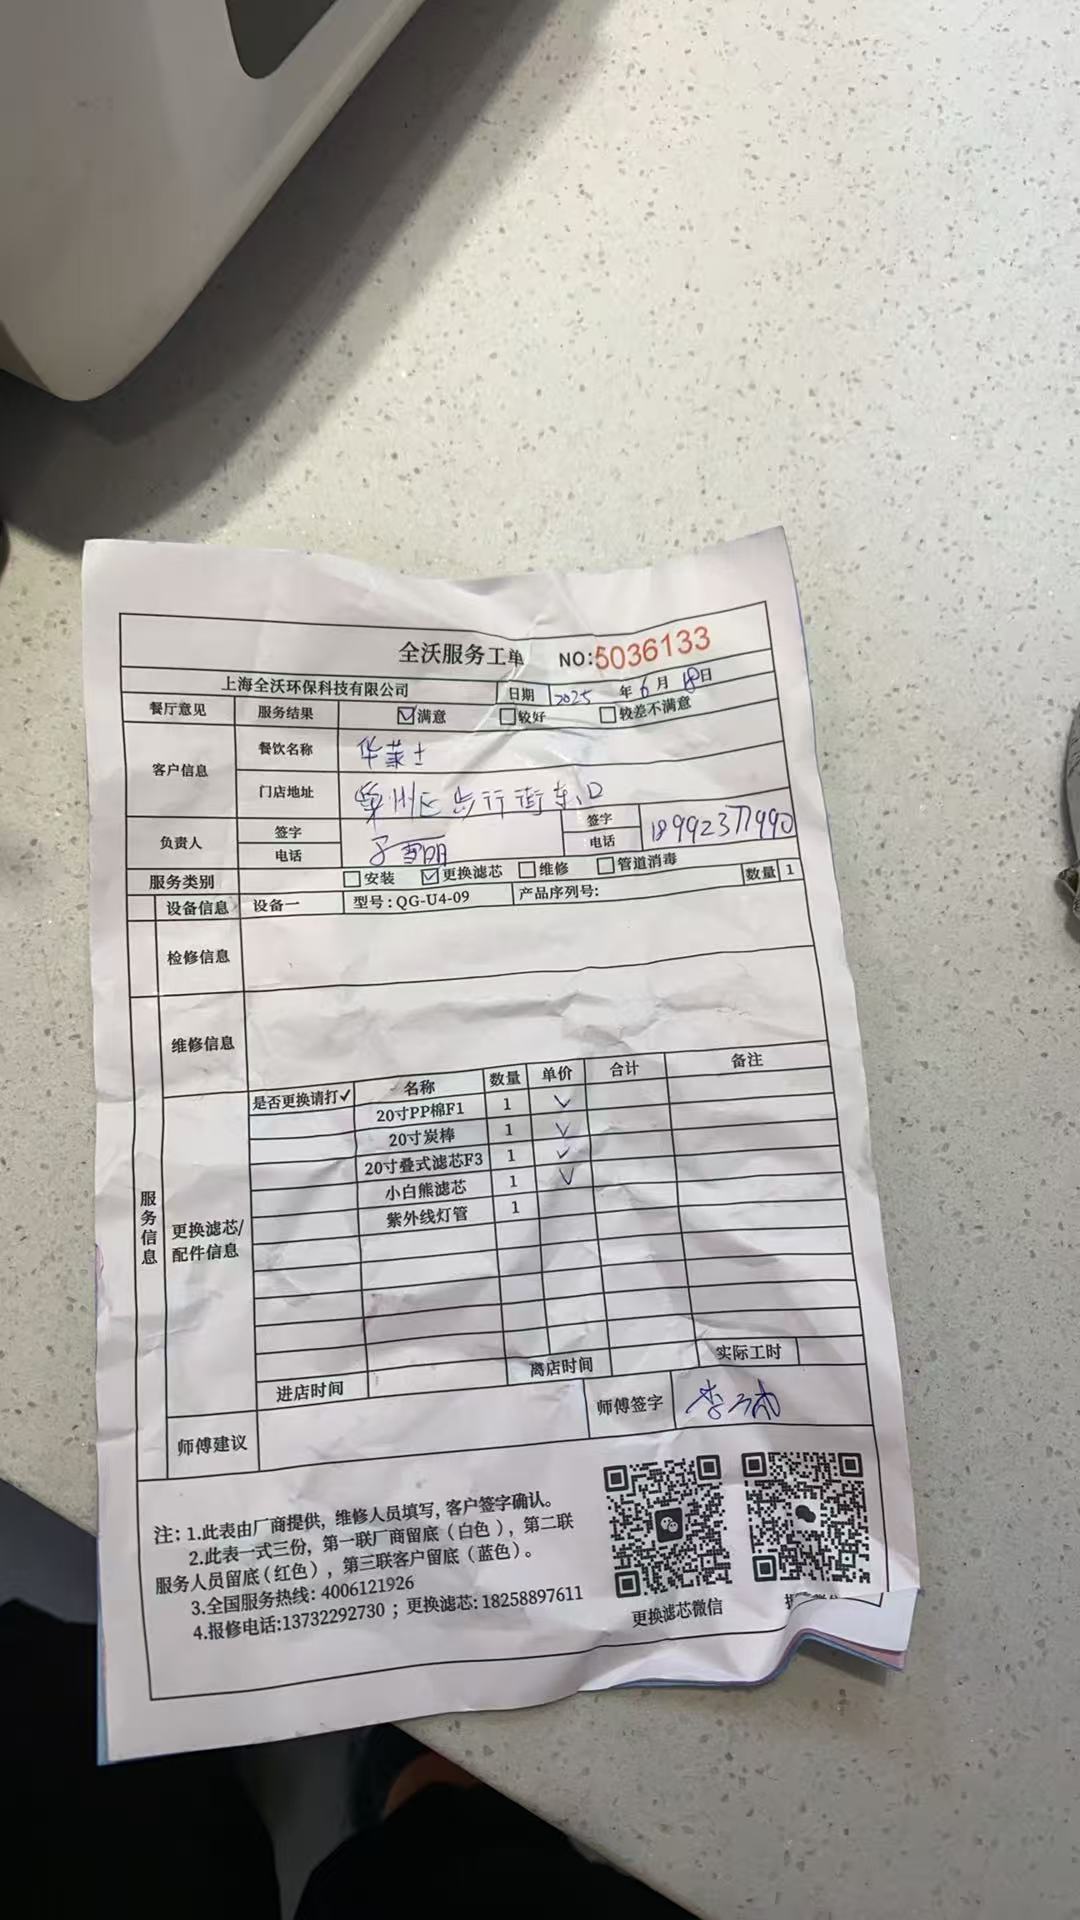 全沃服务工单 NO:5036133
上海全沃环保科技有限公司 日期 2025 年 6 月 18 日
餐厅意见 服务结果 ☑满意 ☐较好 ☐较差不满意
客户信息 餐饮名称 华莱士
门店地址 州区步行街东口
负责人 签字 电话 签字 电话 18992377990
服务类别 ☐安装 ☑更换滤芯 ☐维修 ☐管道消毒
设备信息 设备一 型号:QG-U4-09 产品序列号: 数量 1
检修信息
维修信息
服务信息
更换滤芯/配件信息
是否更换请打✓ 名称 数量 单价 合计 备注
20寸PP棉F1 1 ✓
20寸炭棒 1 ✓
20寸叠式滤芯F3 1 ✓
小白熊滤芯 1 ✓
紫外线灯管 1
进店时间 离店时间 实际工时
师傅建议 师傅签字 李
注: 1.此表由厂商提供, 维修人员填写, 客户签字确认。
2.此表一式三份, 第一联厂商留底 (白色), 第二联
服务人员留底 (红色), 第三联客户留底 (蓝色)。
3.全国服务热线: 4006121926
4.报修电话:13732292730 ; 更换滤芯: 18258897611
更换滤芯微信